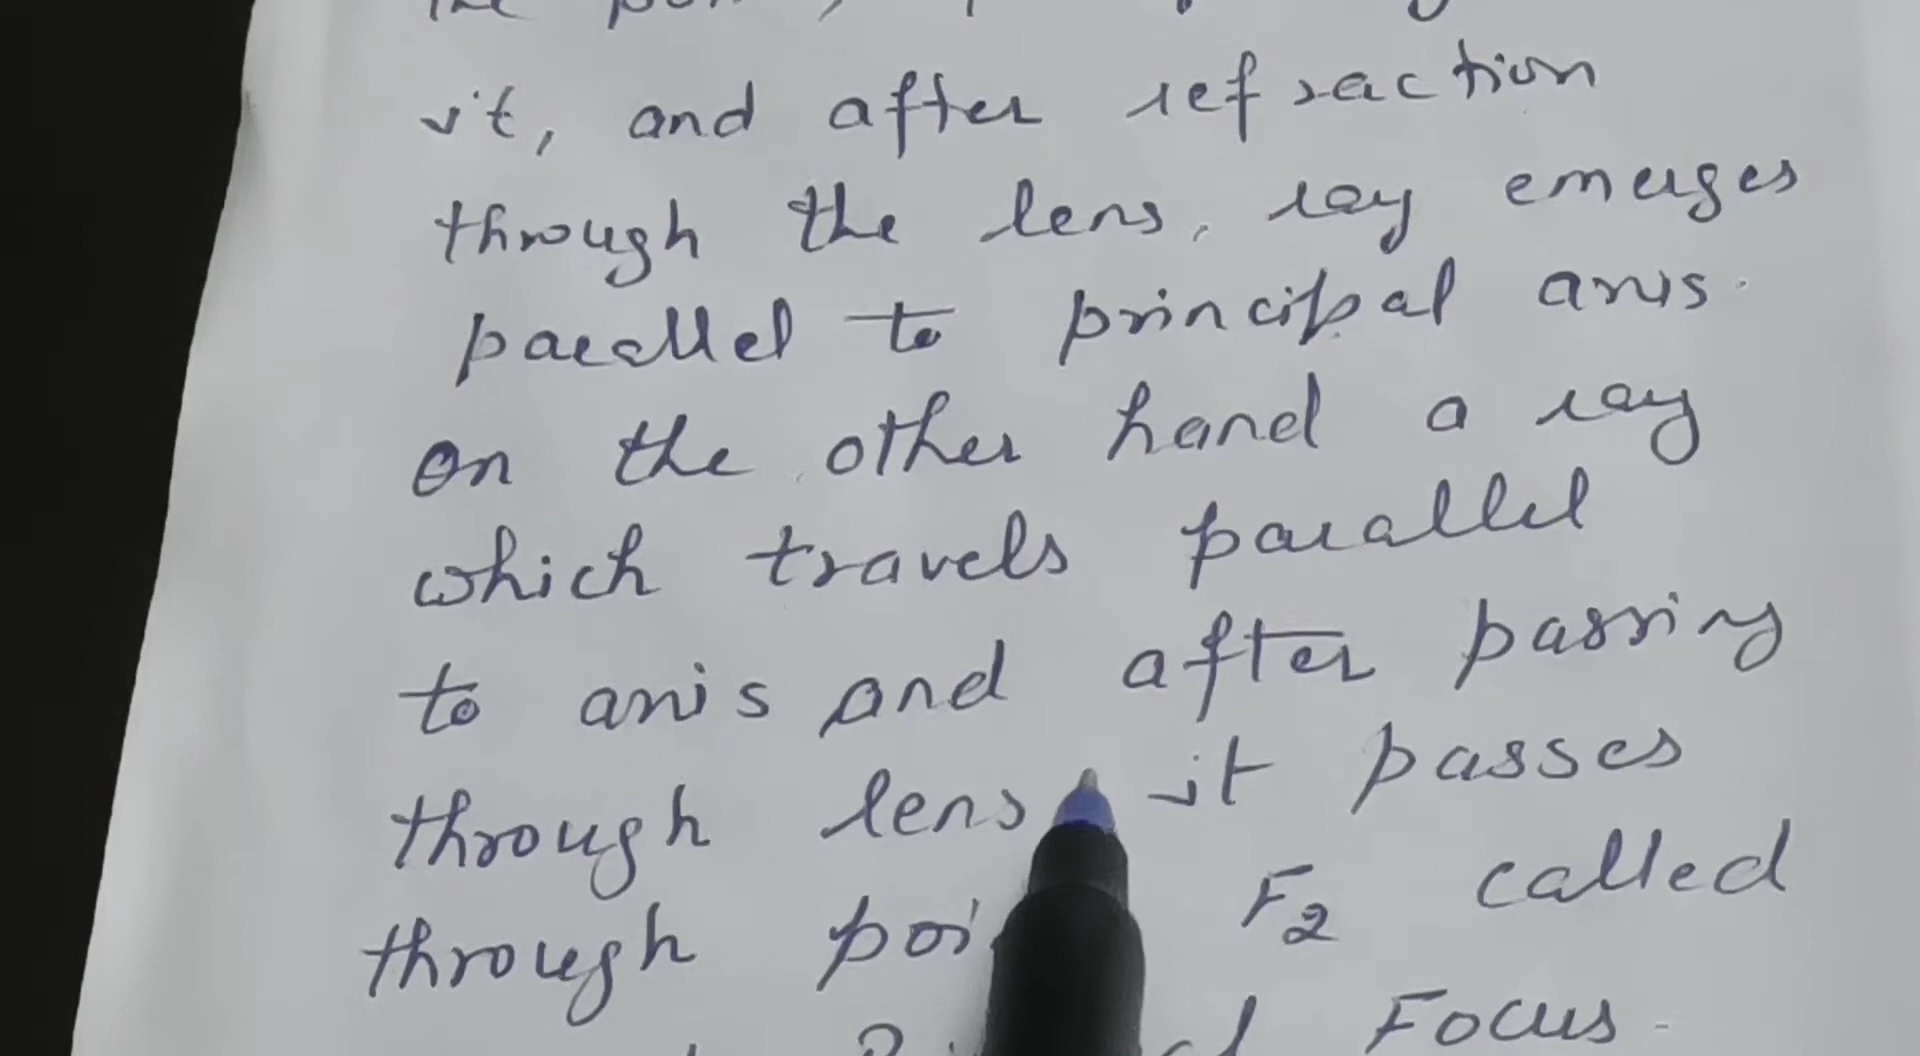 it, and after refraction
through the lens, ray emerges
parallel to principal axis.
on the other hand a ray
which travels parallel
to axis and after passing
through lens it passes
through F2 called
Focus.